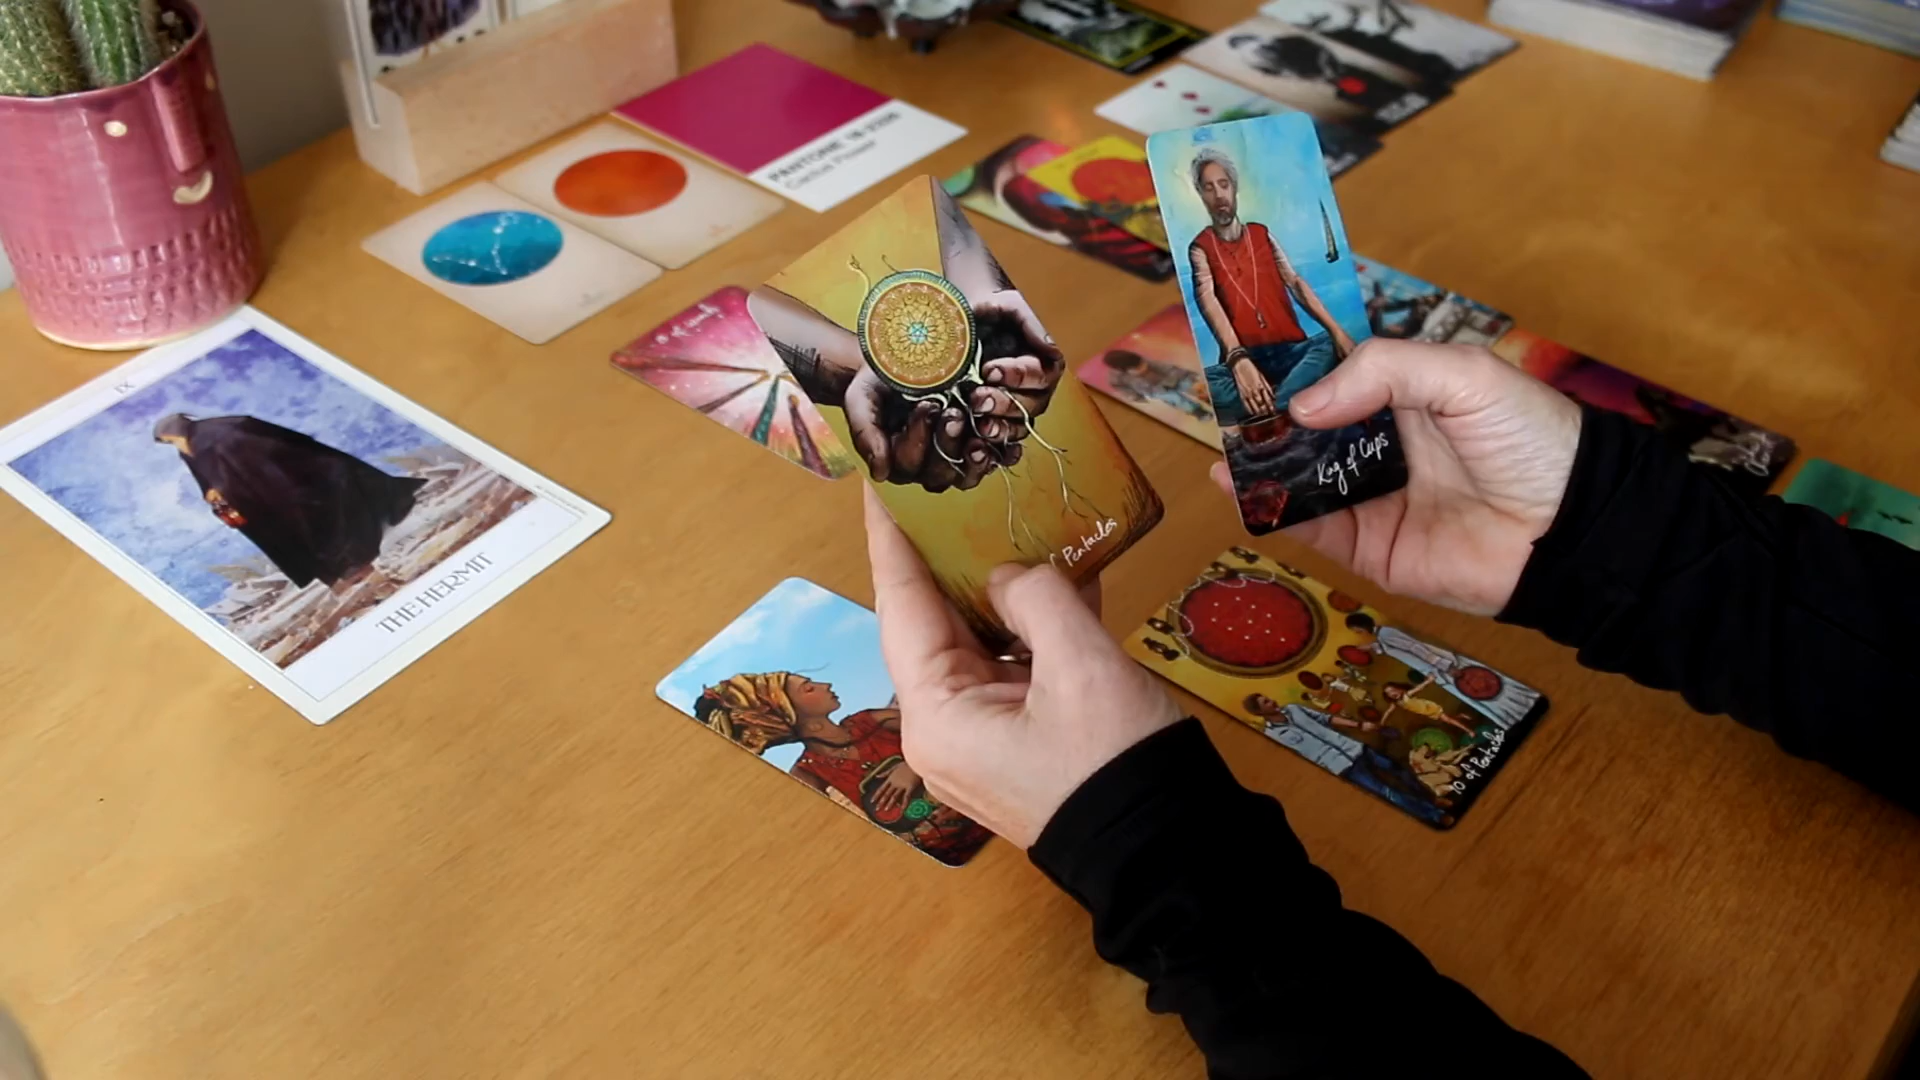 PANTONE
Cactus Flower
of Pentacles
King of Cups
IX
THE HERMIT
10 of Pentacles